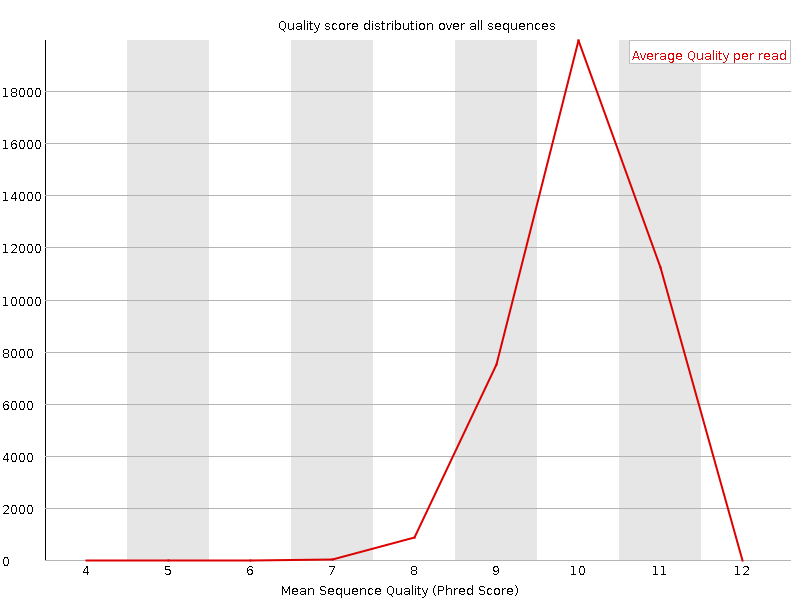 Quality score distribution over all sequences
Average Quality per read
18000
16000
14000
12000
10000
8000
6000
4000
2000
0
4 5 6 7 8 9 10 11 12
Mean Sequence Quality (Phred Score)